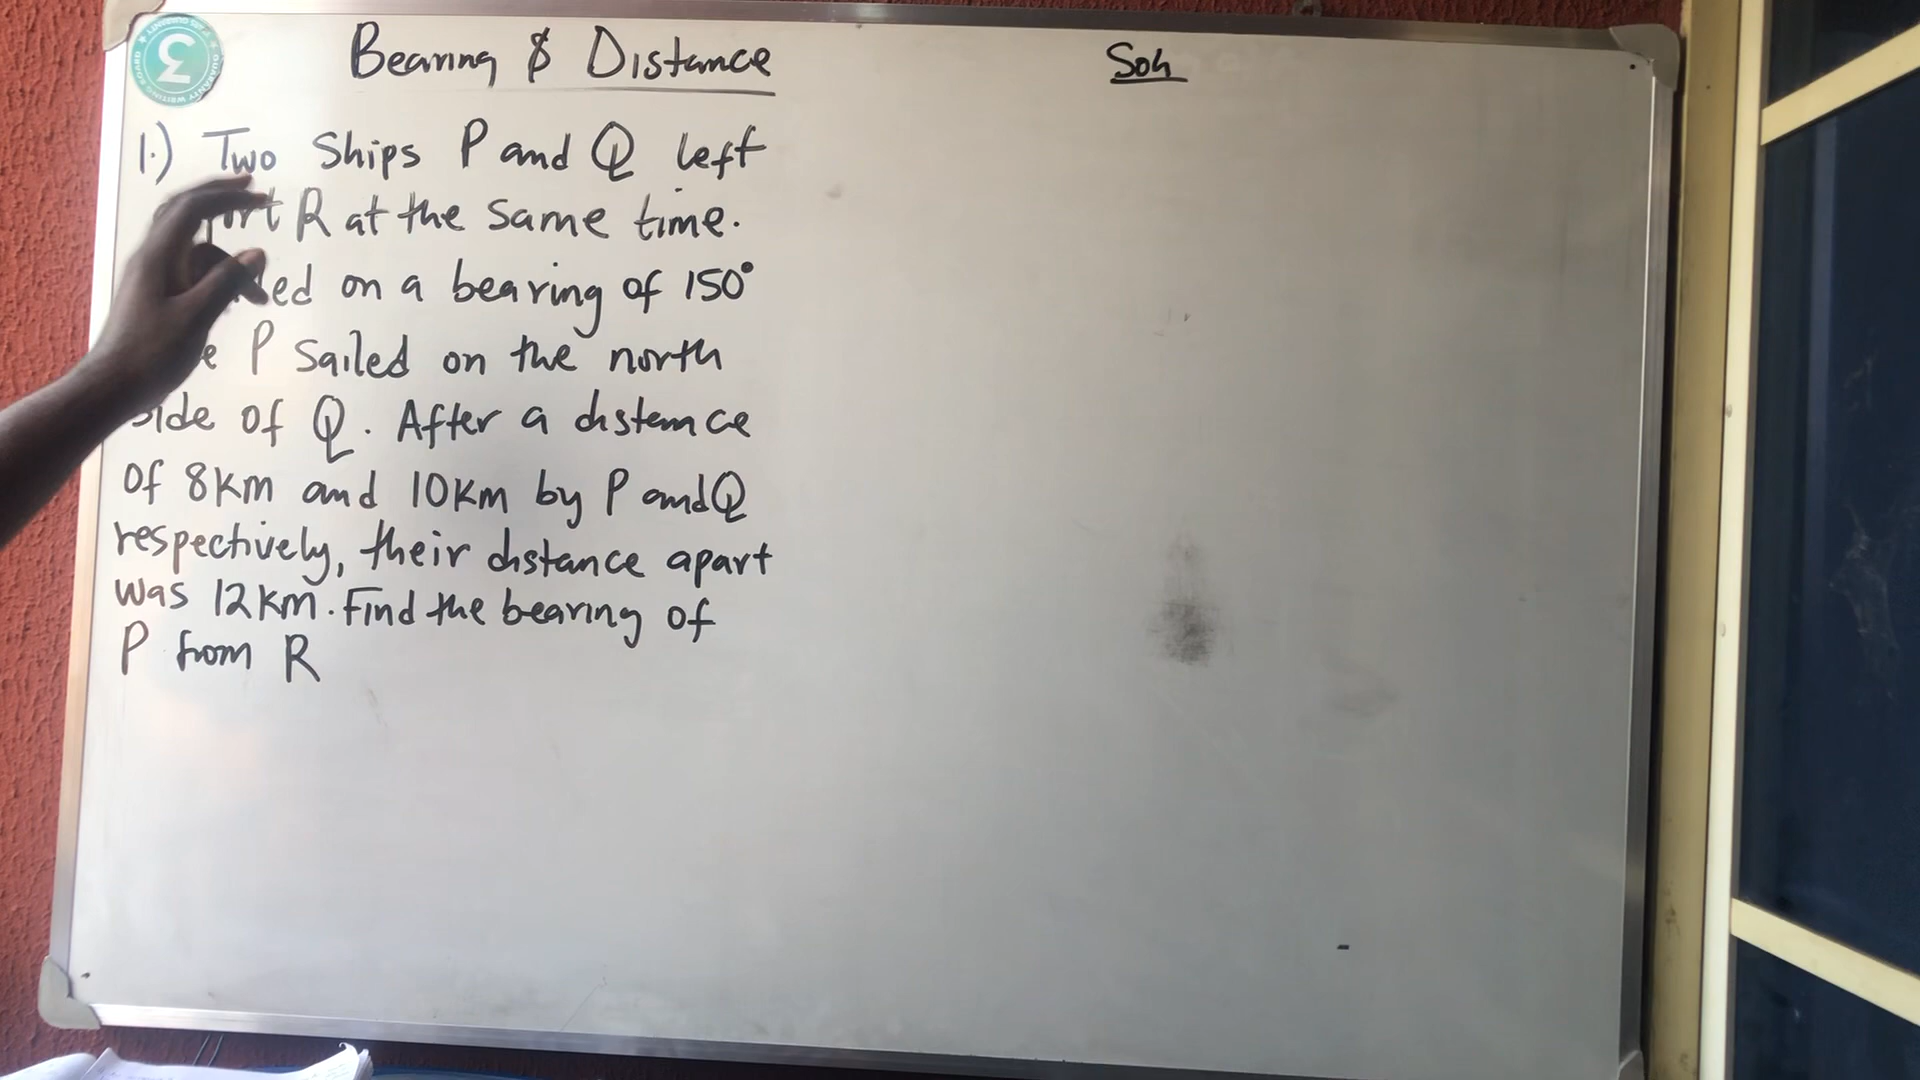 Bearing & Distance
Soln
1.) Two Ships P and Q left
R at the same time.
on a bearing of 150°
P Sailed on the north
Side of Q. After a distance
of 8km and 10km by P and Q
respectively, their distance apart
was 12km. Find the bearing of
P from R